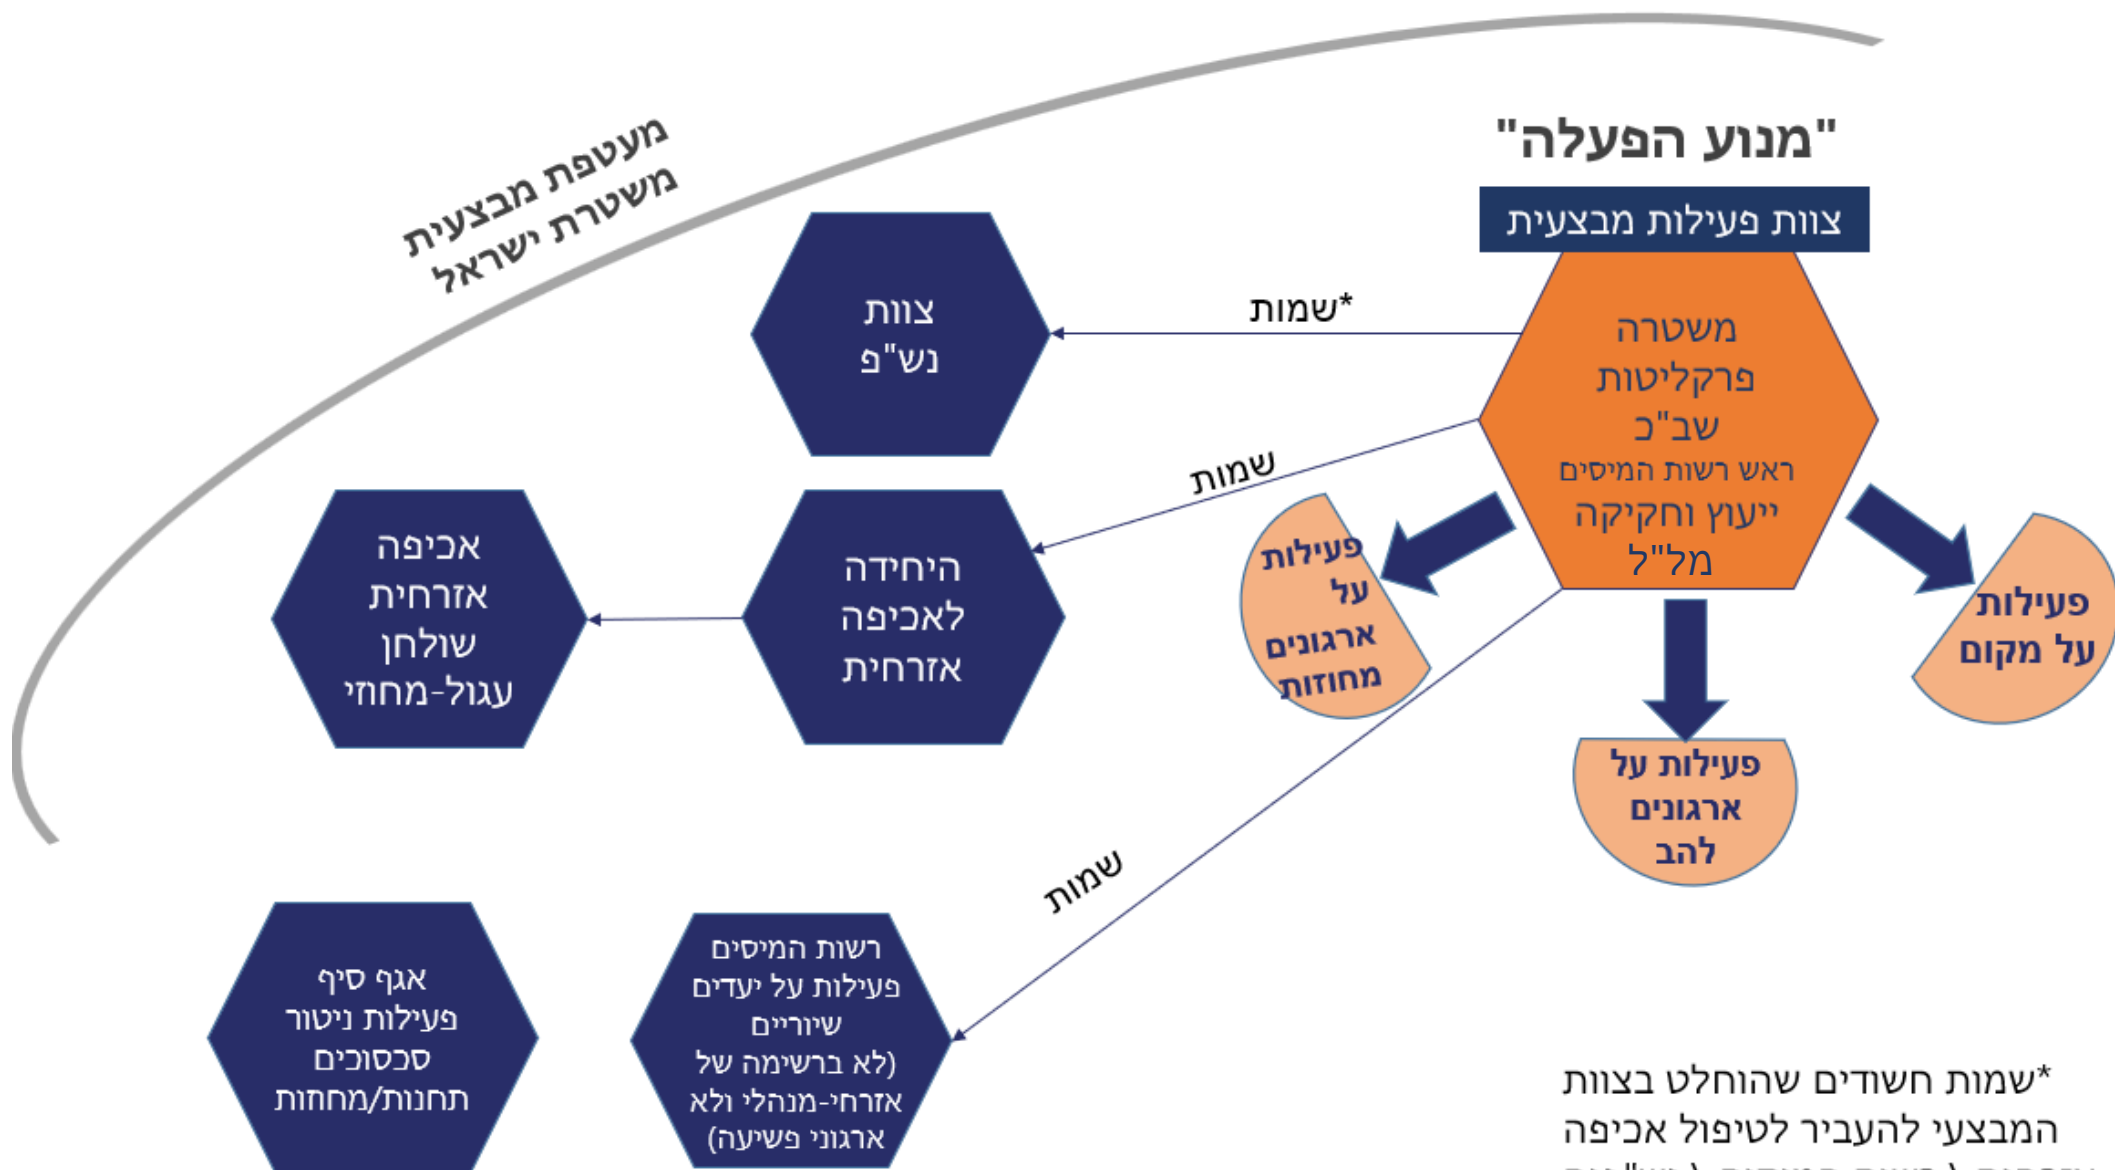 "מנוע הפעלה"
צוות פעילות מבצעית
משטרה
פרקליטות
שב"כ
ראש רשות המיסים
ייעוץ וחקיקה
מל"ל
מעטפת מבצעית
משטרת ישראל
*שמות
צוות
נש"פ
שמות
היחידה
לאכיפה
אזרחית
אכיפה
אזרחית
שולחן
עגול-מחוזי
פעילות
על מקום
פעילות על
ארגונים
להב
פעילות
על
ארגונים
מחוזות
שמות
רשות המיסים
פעילות על יעדים
שיוריים
(לא ברשימה של
אזרחי-מנהלי ולא
ארגוני פשיעה)
אגף סיף
פעילות ניטור
סכסוכים
תחנות/מחוזות
*שמות חשודים שהוחלט בצוות
המבצעי להעביר לטיפול אכיפה